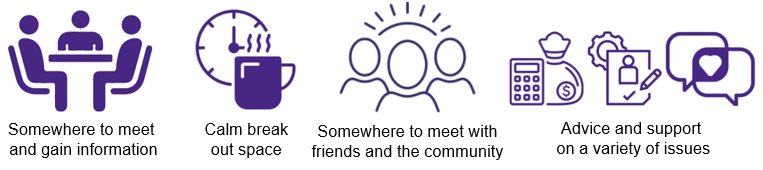 Somewhere to meet
and gain information
Calm break
out space
Somewhere to meet with
friends and the community
Advice and support
on a variety of issues
$